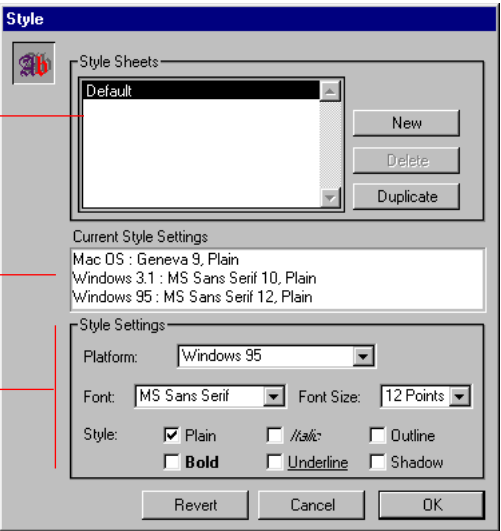 Style
Ab
Style Sheets
Default
New
Delete
Duplicate
Current Style Settings
Mac OS : Geneva 9, Plain
Windows 3.1 : MS Sans Serif 10, Plain
Windows 95 : MS Sans Serif 12, Plain
Style Settings
Platform: Windows 95
Font: MS Sans Serif Font Size: 12 Points
Style: Plain Italic Outline
Bold Underline Shadow
Revert Cancel OK